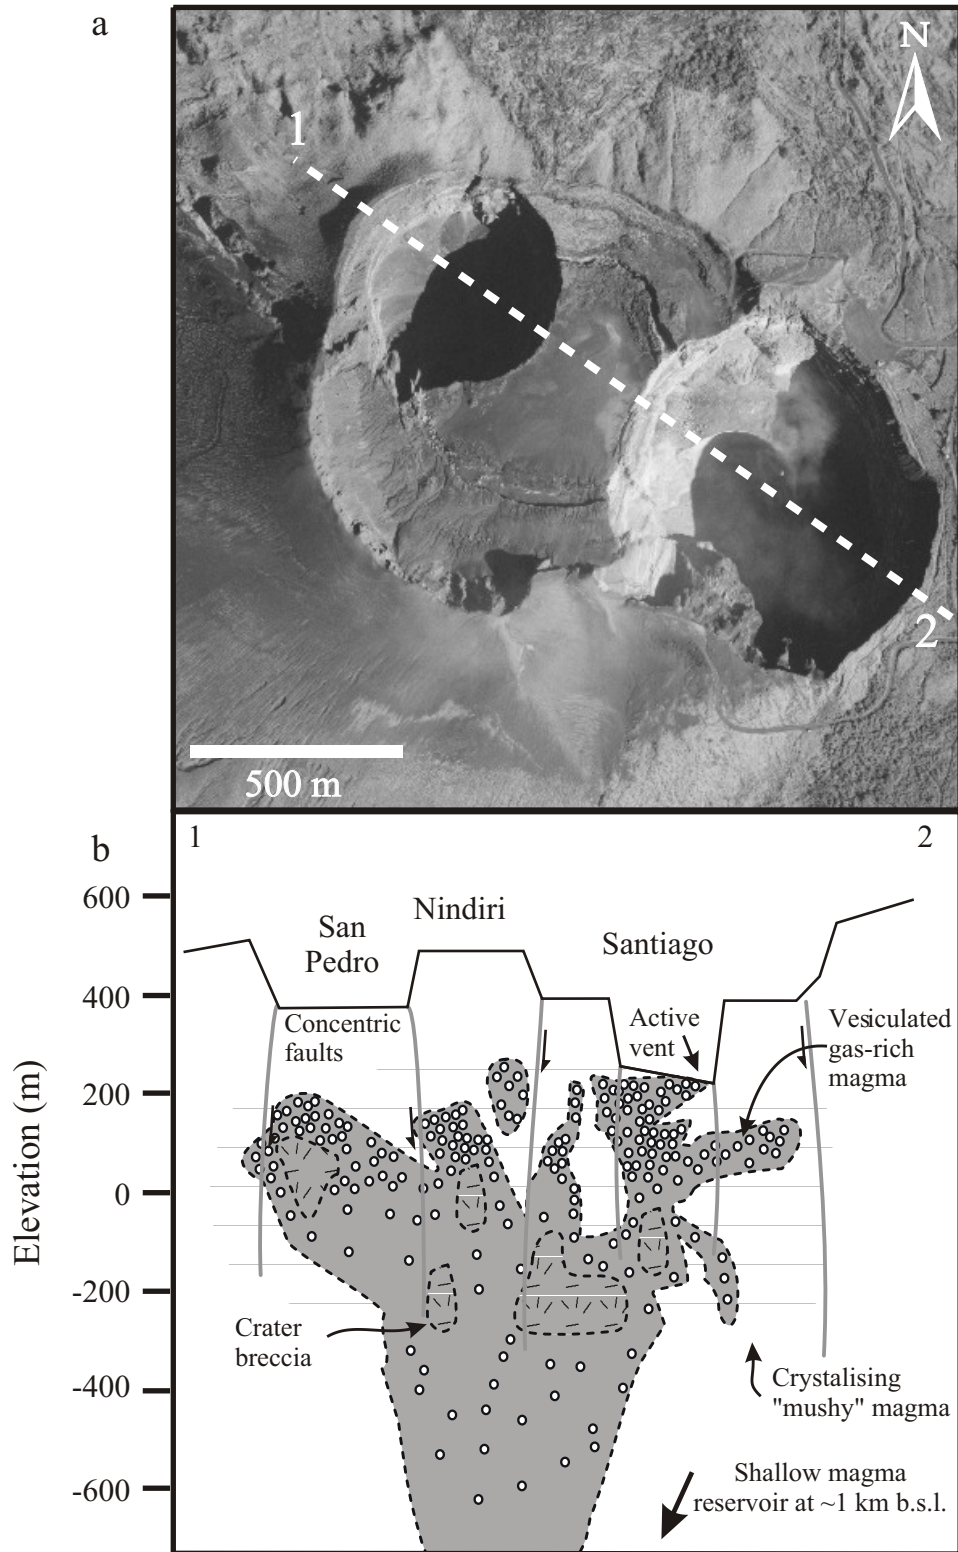 a
N
1
2
500 m
b
1
2
600
400
200
0
-200
-400
-600
Elevation (m)
San
Pedro
Nindiri
Santiago
Concentric
faults
Active
vent
Vesiculated
gas-rich
magma
Crater
breccia
Crystalising
"mushy" magma
Shallow magma
reservoir at ~1 km b.s.l.